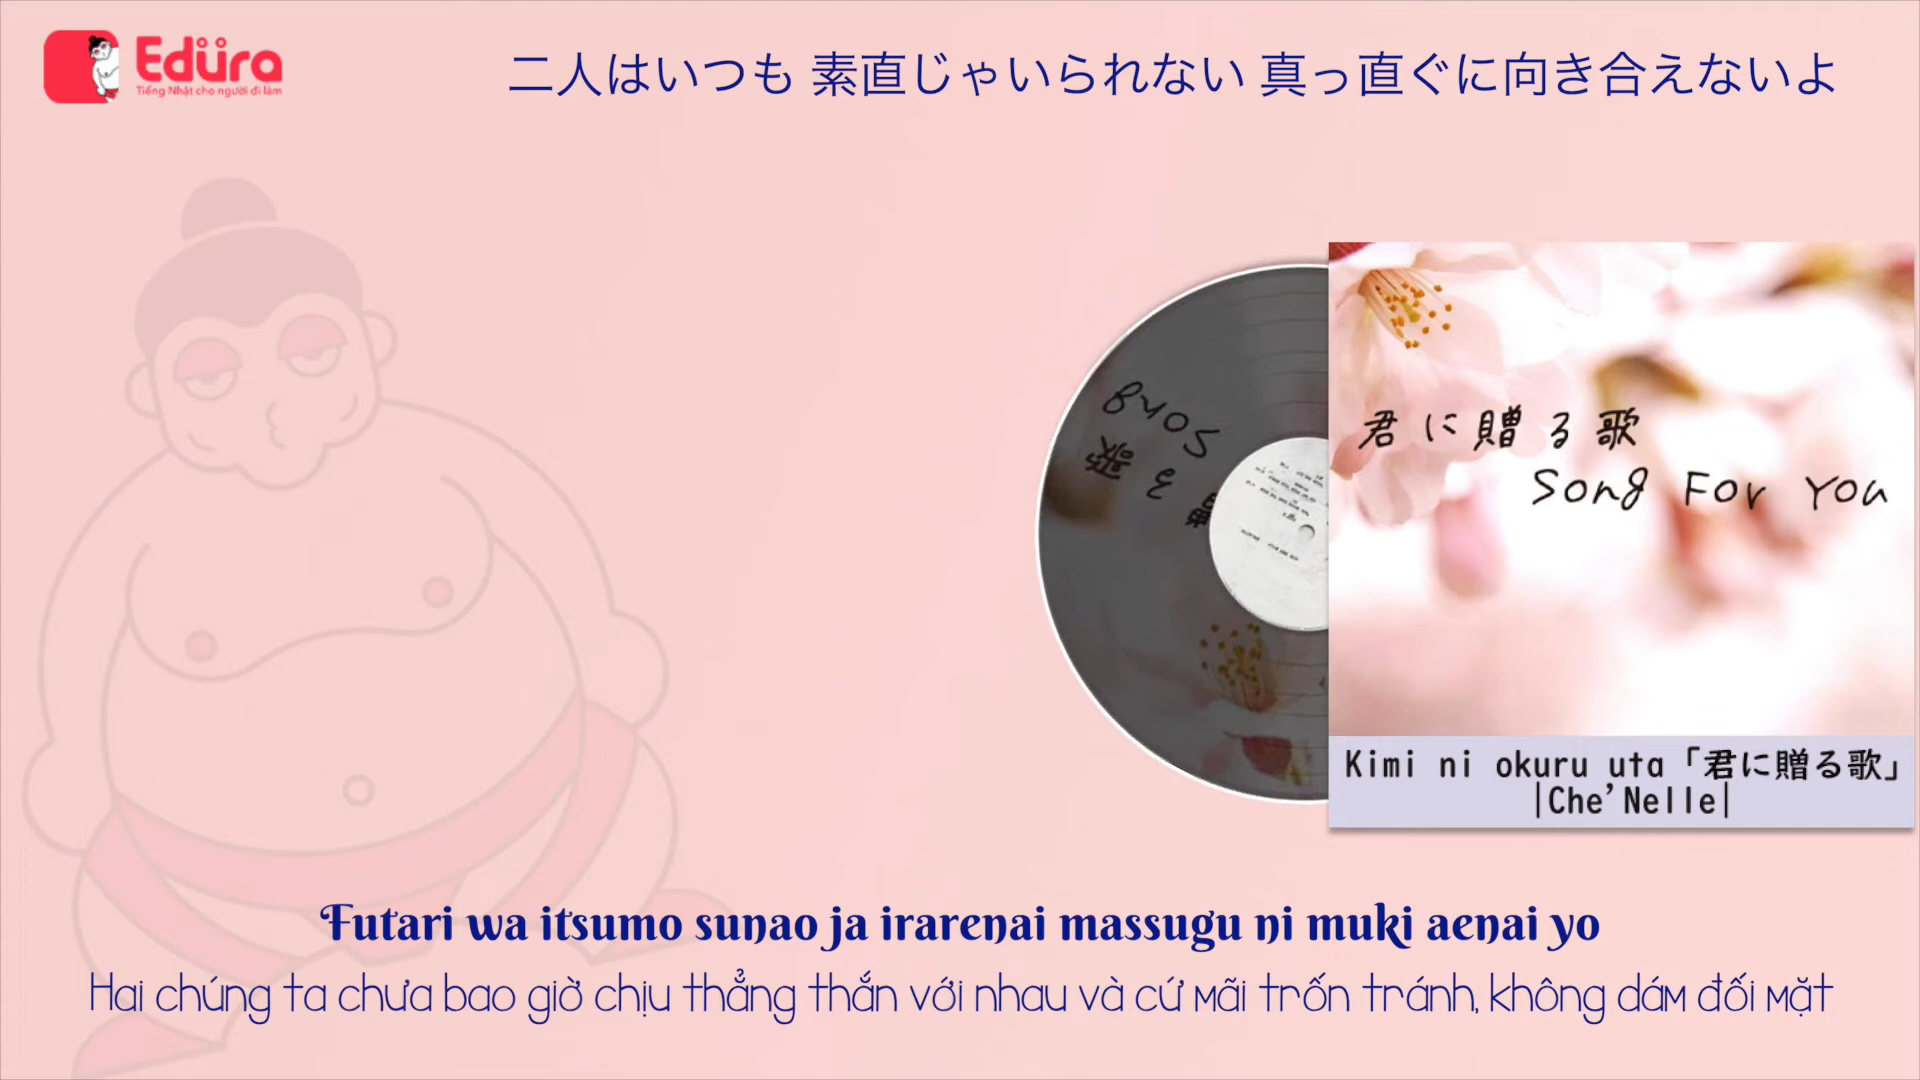 Edura
Tiếng Nhật cho người đi làm
二人はいつも 素直じゃいられない 真っ直ぐに向き合えないよ
君に贈る歌
Song For You
Kimi ni okuru uta「君に贈る歌」
|Che'Nelle|
Futari wa itsumo sunao ja irarenai massugu ni muki aenai yo
Hai chúng ta chưa bao giờ chịu thẳng thắn với nhau và cứ mãi trốn tránh, không dám đối mặt